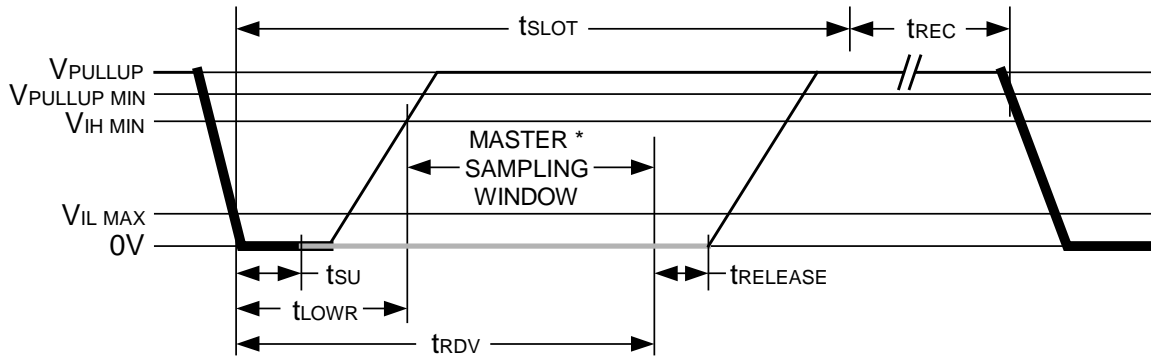 tSLOT
tREC
VPULLUP
VPULLUP MIN
VIH MIN
MASTER *
SAMPLING
WINDOW
VIL MAX
0V
tSU
tRELEASE
tLOWR
tRDV